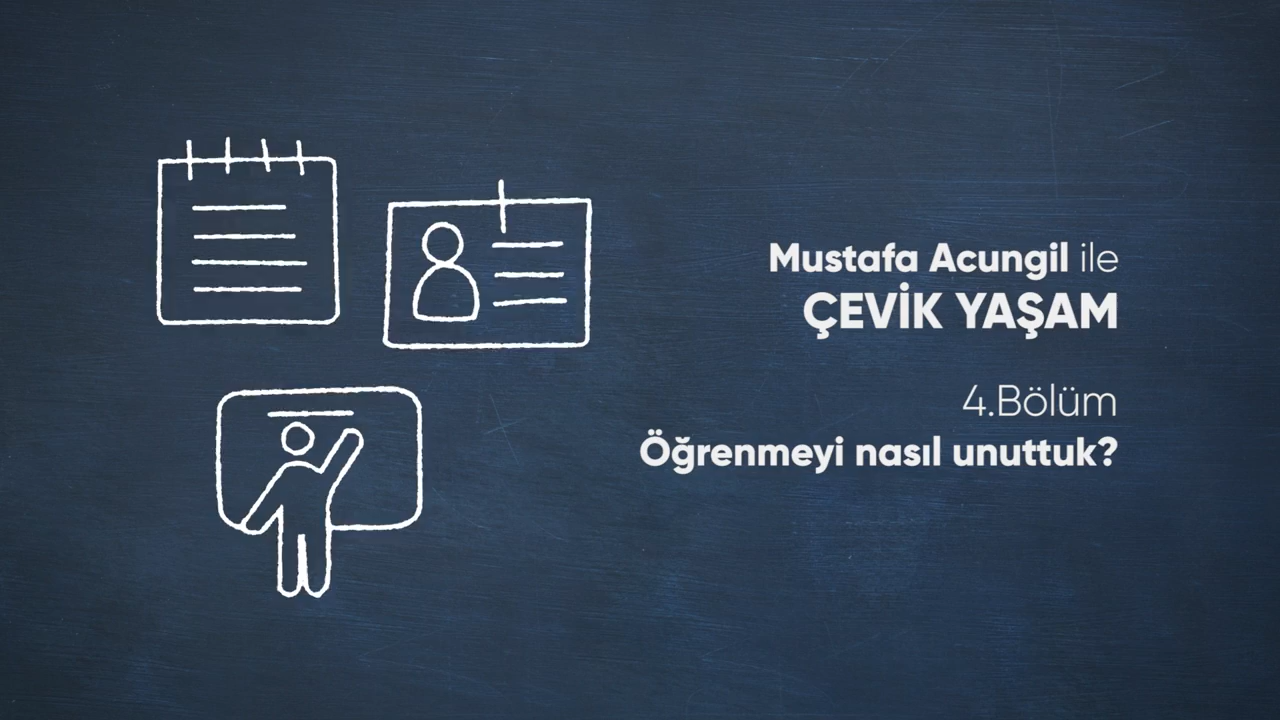 Mustafa Acungil ile
ÇEVİK YAŞAM
4.Bölüm
Öğrenmeyi nasıl unuttuk?